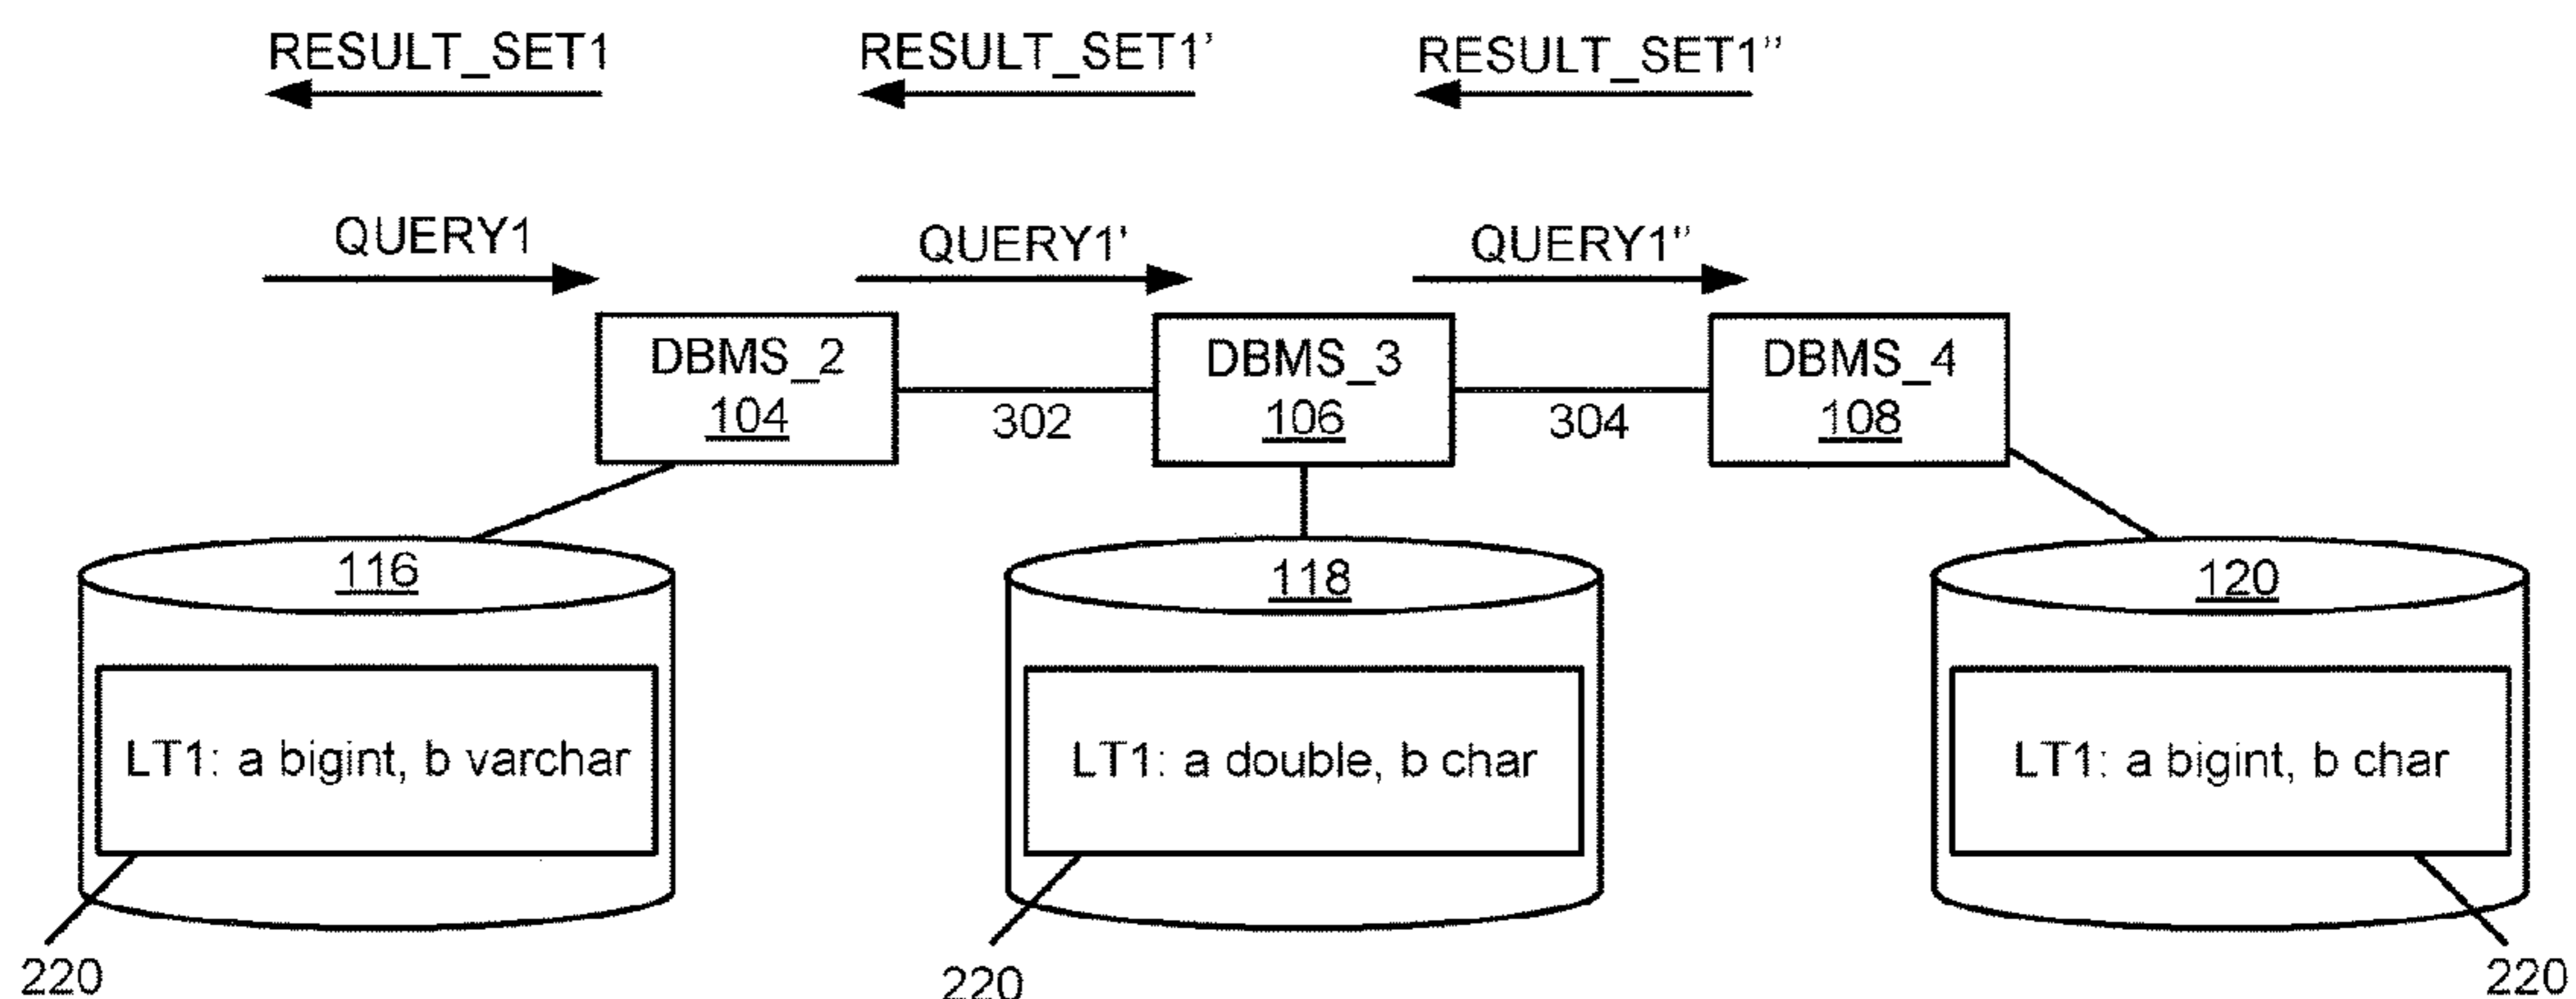 RESULT_SET1
RESULT_SET1'
RESULT_SET1"
QUERY1
QUERY1'
QUERY1"
DBMS_2
104
302
DBMS_3
106
304
DBMS_4
108
116
118
120
LT1: a bigint, b varchar
LT1: a double, b char
LT1: a bigint, b char
220
220
220